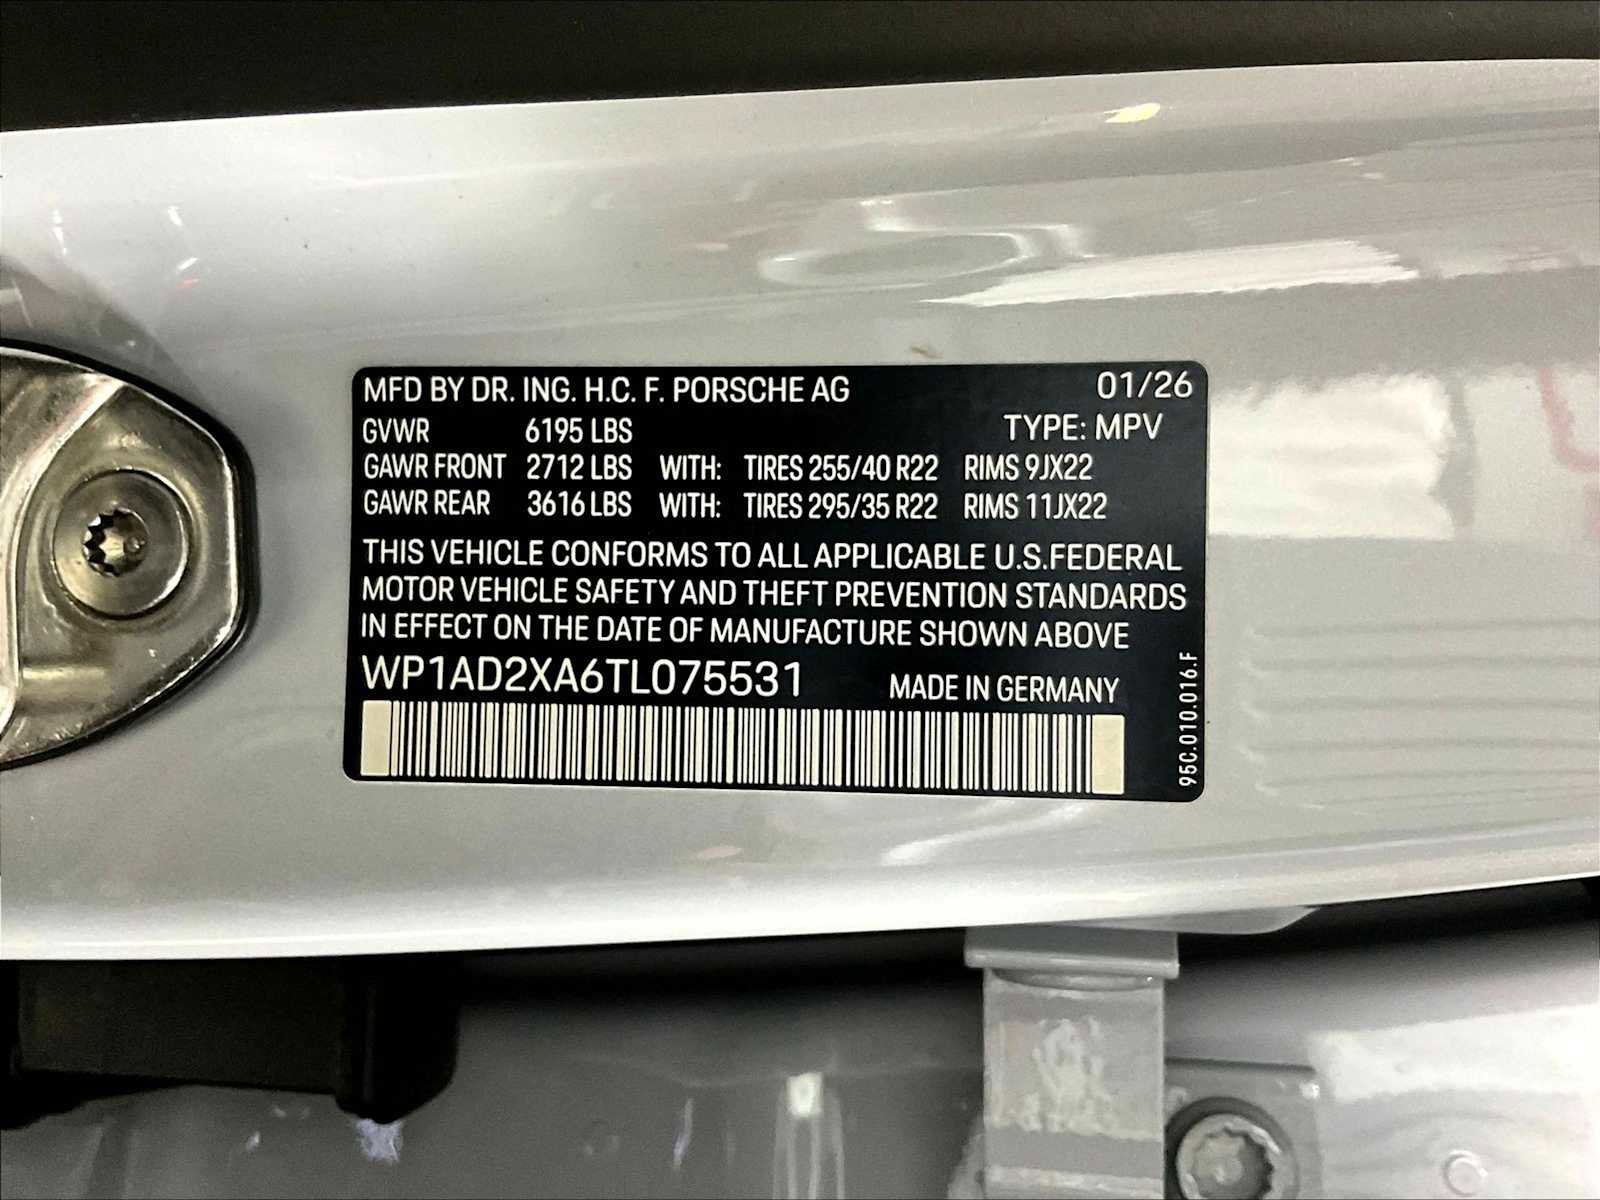 MFD BY DR. ING. H.C. F. PORSCHE AG 01/26
GVWR 6195 LBS TYPE: MPV
GAWR FRONT 2712 LBS WITH: TIRES 255/40 R22 RIMS 9JX22
GAWR REAR 3616 LBS WITH: TIRES 295/35 R22 RIMS 11JX22
THIS VEHICLE CONFORMS TO ALL APPLICABLE U.S.FEDERAL
MOTOR VEHICLE SAFETY AND THEFT PREVENTION STANDARDS
IN EFFECT ON THE DATE OF MANUFACTURE SHOWN ABOVE
WP1AD2XA6TL075531 MADE IN GERMANY
95C.010.016.F